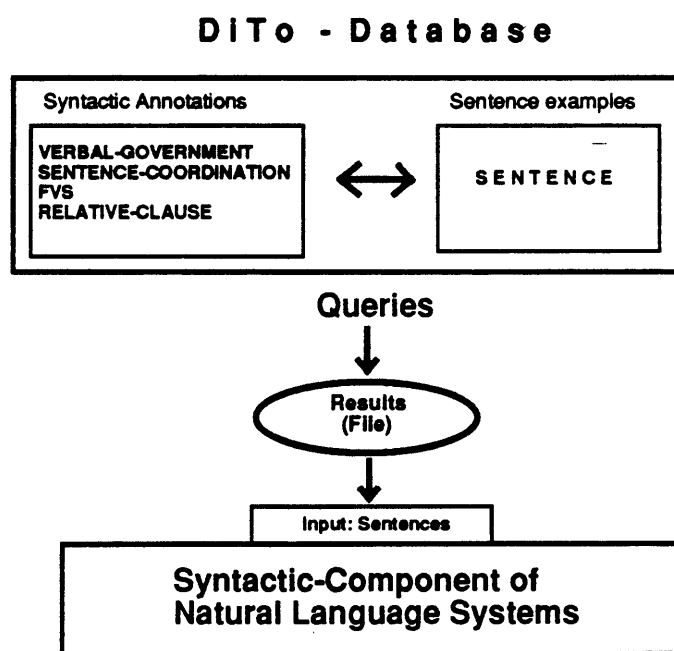 DiTo - Database
Syntactic Annotations
Sentence examples
VERBAL-GOVERNMENT
SENTENCE-COORDINATION
FVS
RELATIVE-CLAUSE
SENTENCE
Queries
Results
(File)
Input: Sentences
Syntactic-Component of
Natural Language Systems